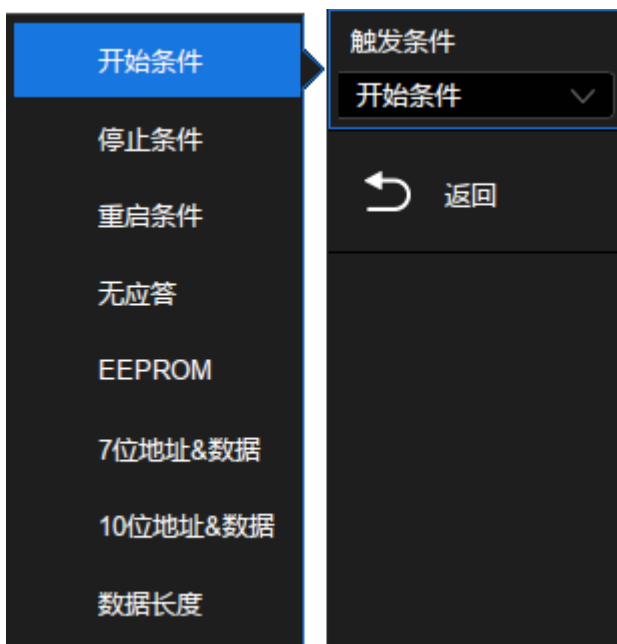 开始条件
停止条件
重启条件
无应答
EEPROM
7位地址&数据
10位地址&数据
数据长度
触发条件
开始条件
返回